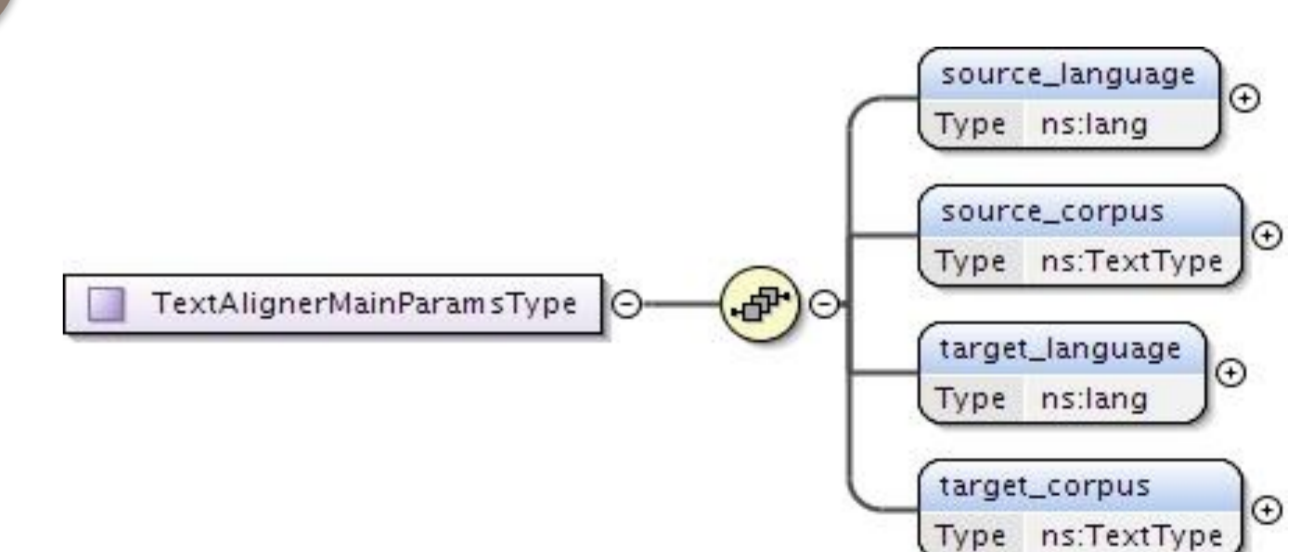 source_language
Type ns:lang
source_corpus
Type ns:TextType
TextAlignerMainParamsType
target_language
Type ns:lang
target_corpus
Type ns:TextType